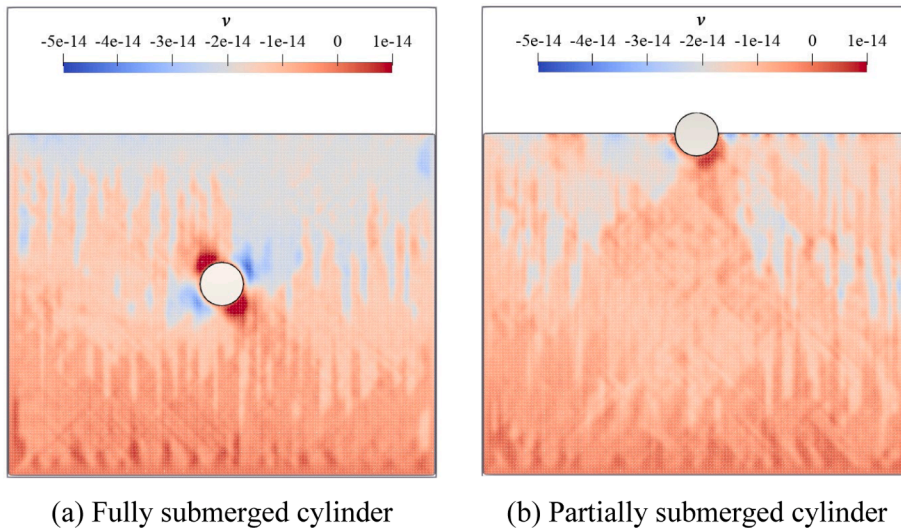 ν
-5e-14 -4e-14 -3e-14 -2e-14 -1e-14 0 1e-14
ν
-5e-14 -4e-14 -3e-14 -2e-14 -1e-14 0 1e-14
(a) Fully submerged cylinder
(b) Partially submerged cylinder